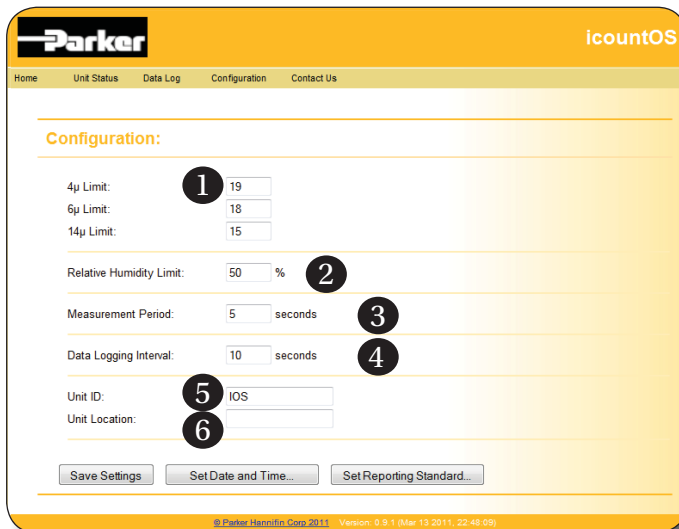 Parker
icountOS
Home Unit Status Data Log Configuration Contact Us
Configuration:
4µ Limit: 1 19
6µ Limit: 18
14µ Limit: 15
Relative Humidity Limit: 50 % 2
Measurement Period: 5 seconds 3
Data Logging Interval: 10 seconds 4
Unit ID: 5 IOS
Unit Location: 6
Save Settings Set Date and Time... Set Reporting Standard...
© Parker Hannifin Corp 2011 Version: 0.9.1 (Mar 13 2011, 22:48:09)